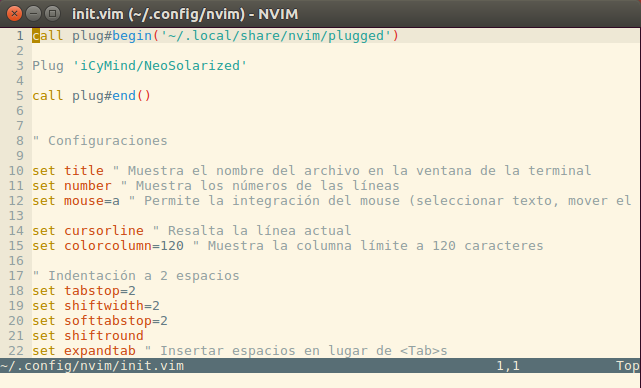 init.vim (~/.config/nvim) - NVIM
1 call plug#begin('~/.local/share/nvim/plugged')
2
3 Plug 'iCyMind/NeoSolarized'
4
5 call plug#end()
6
7
8 " Configuraciones
9
10 set title " Muestra el nombre del archivo en la ventana de la terminal
11 set number " Muestra los números de las líneas
12 set mouse=a " Permite la integración del mouse (seleccionar texto, mover el
13
14 set cursorline " Resalta la línea actual
15 set colorcolumn=120 " Muestra la columna límite a 120 caracteres
16
17 " Indentación a 2 espacios
18 set tabstop=2
19 set shiftwidth=2
20 set softtabstop=2
21 set shiftround
22 set expandtab " Insertar espacios en lugar de <Tab>s
~/.config/nvim/init.vim 1,1 Top